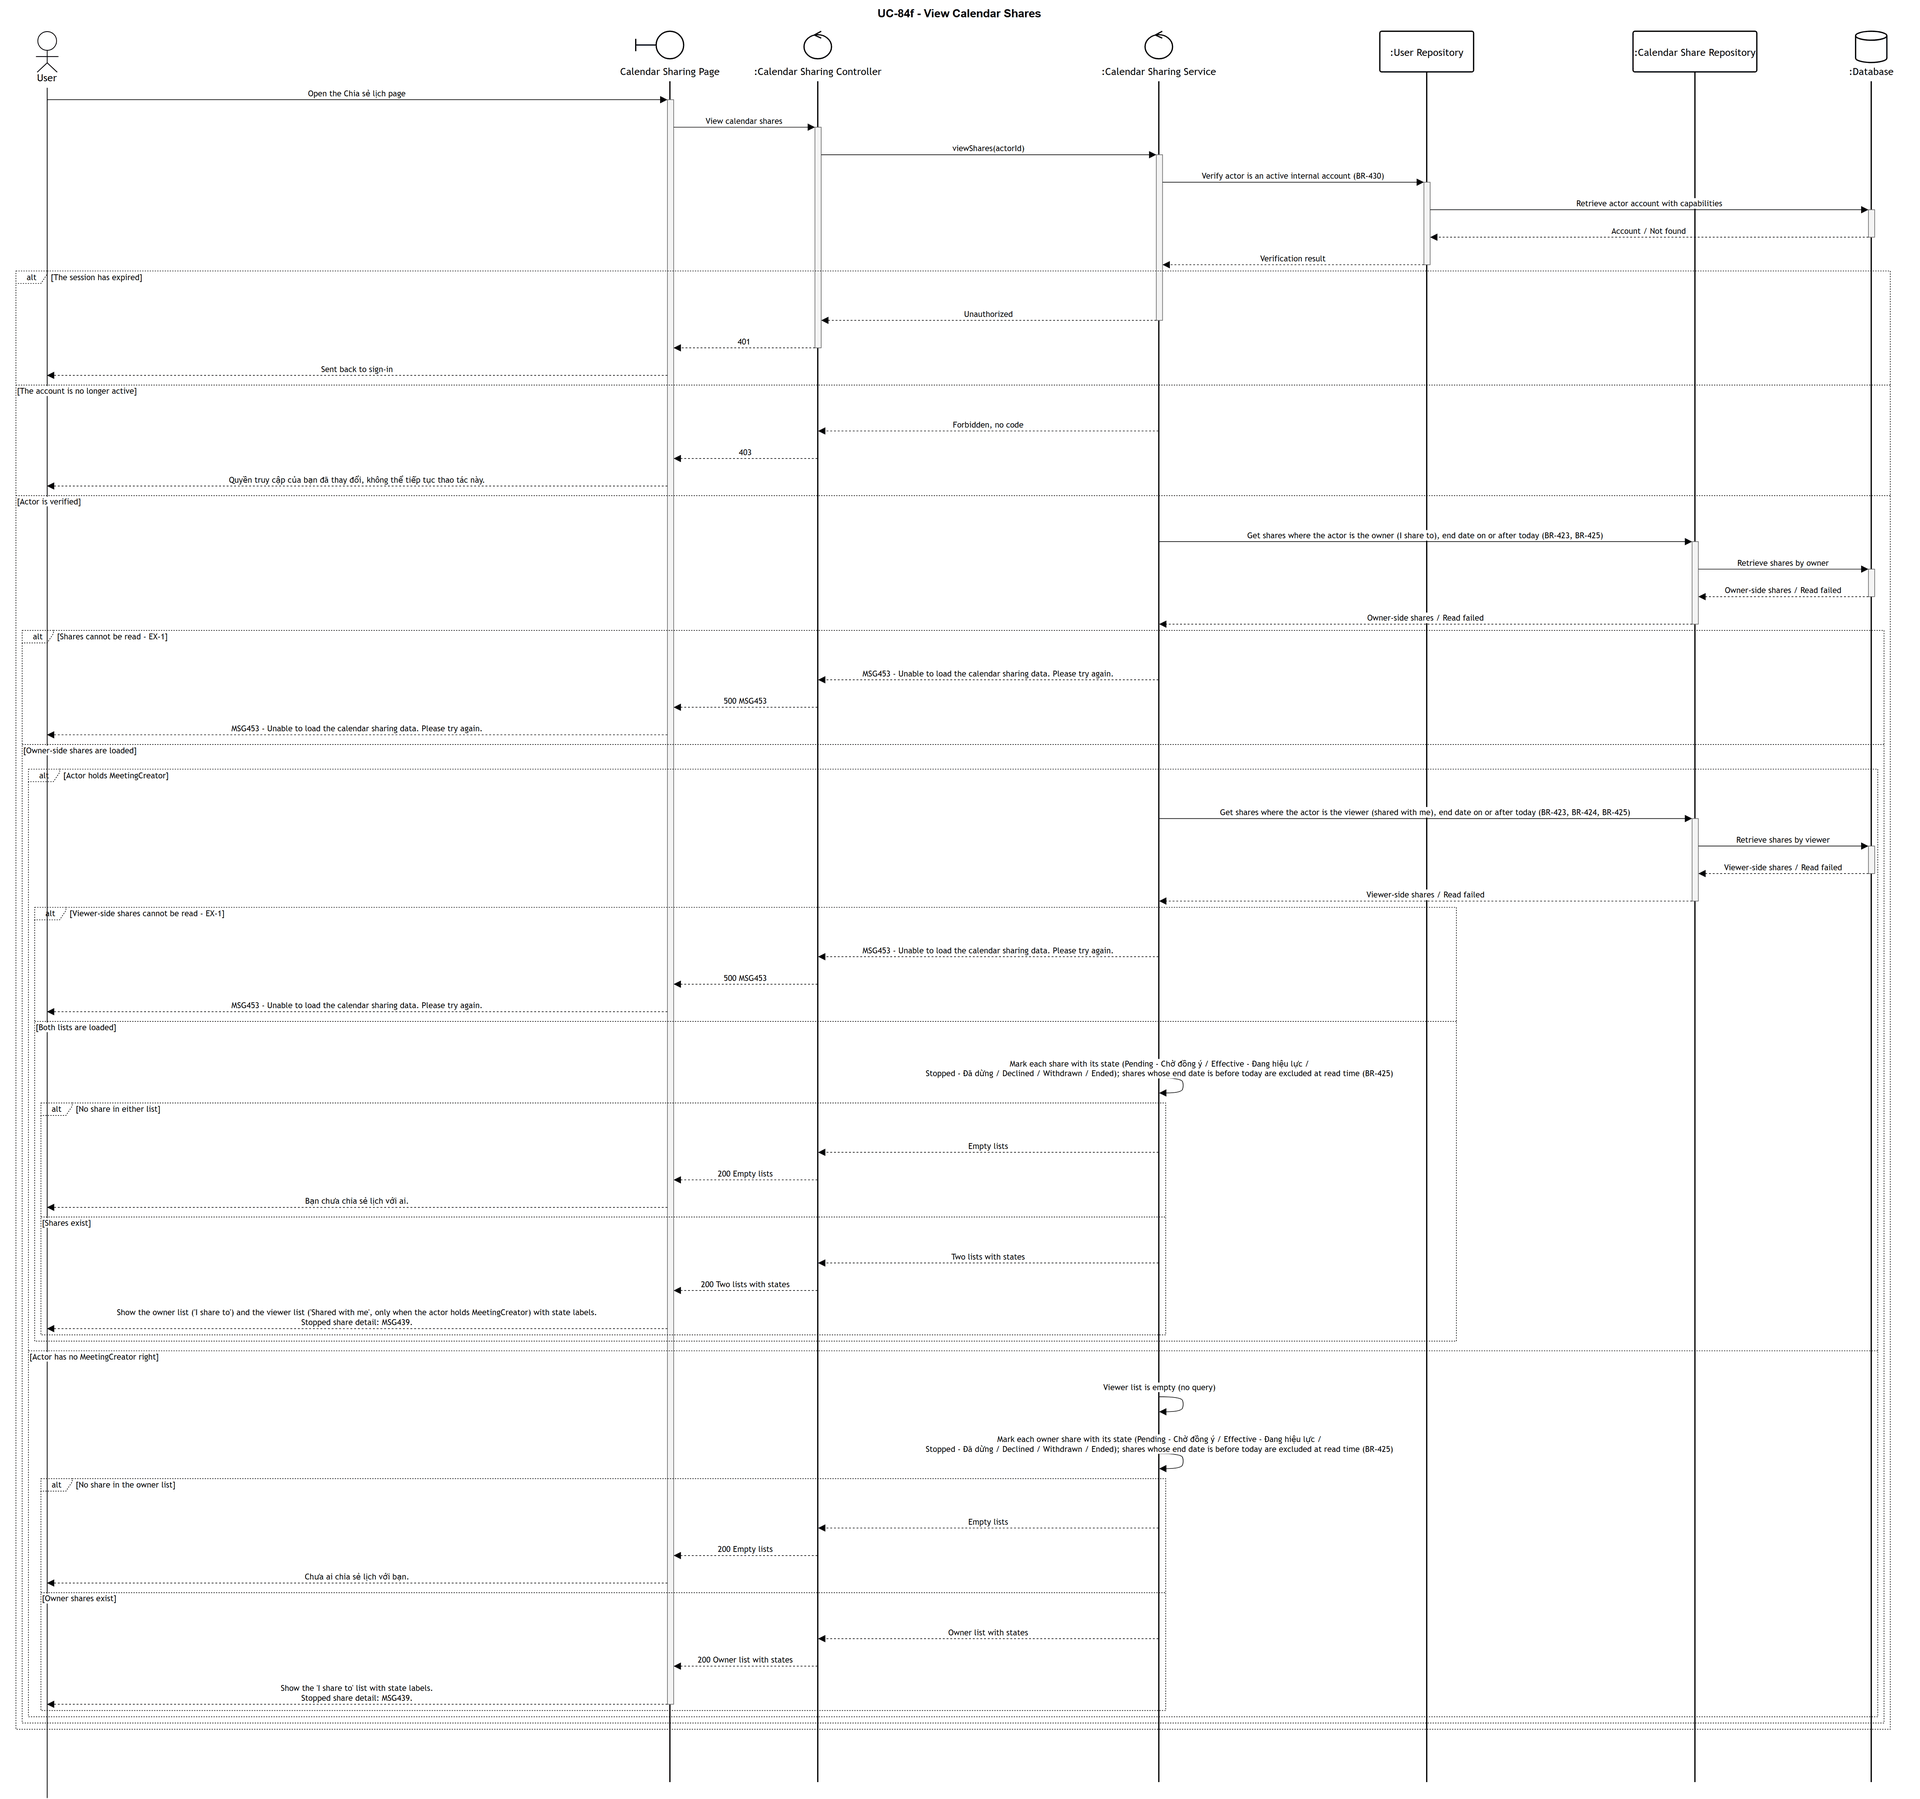 UC-84f - View Calendar Shares
User
Calendar Sharing Page
:Calendar Sharing Controller
:Calendar Sharing Service
:User Repository
:Calendar Share Repository
:Database
Open the Chia sẻ lịch page
View calendar shares
viewShares(actorId)
Verify actor is an active internal account (BR-430)
Retrieve actor account with capabilities
Account / Not found
Verification result
alt [The session has expired]
Unauthorized
401
Sent back to sign-in
[The account is no longer active]
Forbidden, no code
403
Quyền truy cập của bạn đã thay đổi, không thể tiếp tục thao tác này.
[Actor is verified]
Get shares where the actor is the owner (I share to), end date on or after today (BR-423, BR-425)
Retrieve shares by owner
Owner-side shares / Read failed
Owner-side shares / Read failed
alt [Shares cannot be read - EX-1]
MSG453 - Unable to load the calendar sharing data. Please try again.
500 MSG453
MSG453 - Unable to load the calendar sharing data. Please try again.
[Owner-side shares are loaded]
alt [Actor holds MeetingCreator]
Get shares where the actor is the viewer (shared with me), end date on or after today (BR-423, BR-424, BR-425)
Retrieve shares by viewer
Viewer-side shares / Read failed
Viewer-side shares / Read failed
alt [Viewer-side shares cannot be read - EX-1]
MSG453 - Unable to load the calendar sharing data. Please try again.
500 MSG453
MSG453 - Unable to load the calendar sharing data. Please try again.
[Both lists are loaded]
Mark each share with its state (Pending - Chờ đồng ý / Effective - Đang hiệu lực /
Stopped - Đã dừng / Declined / Withdrawn / Ended); shares whose end date is before today are excluded at read time (BR-425)
alt [No share in either list]
Empty lists
200 Empty lists
Bạn chưa chia sẻ lịch với ai.
[Shares exist]
Two lists with states
200 Two lists with states
Show the owner list ('I share to') and the viewer list ('Shared with me', only when the actor holds MeetingCreator) with state labels.
Stopped share detail: MSG439.
[Actor has no MeetingCreator right]
Viewer list is empty (no query)
Mark each owner share with its state (Pending - Chờ đồng ý / Effective - Đang hiệu lực /
Stopped - Đã dừng / Declined / Withdrawn / Ended); shares whose end date is before today are excluded at read time (BR-425)
alt [No share in the owner list]
Empty lists
200 Empty lists
Chưa ai chia sẻ lịch với bạn.
[Owner shares exist]
Owner list with states
200 Owner list with states
Show the 'I share to' list with state labels.
Stopped share detail: MSG439.